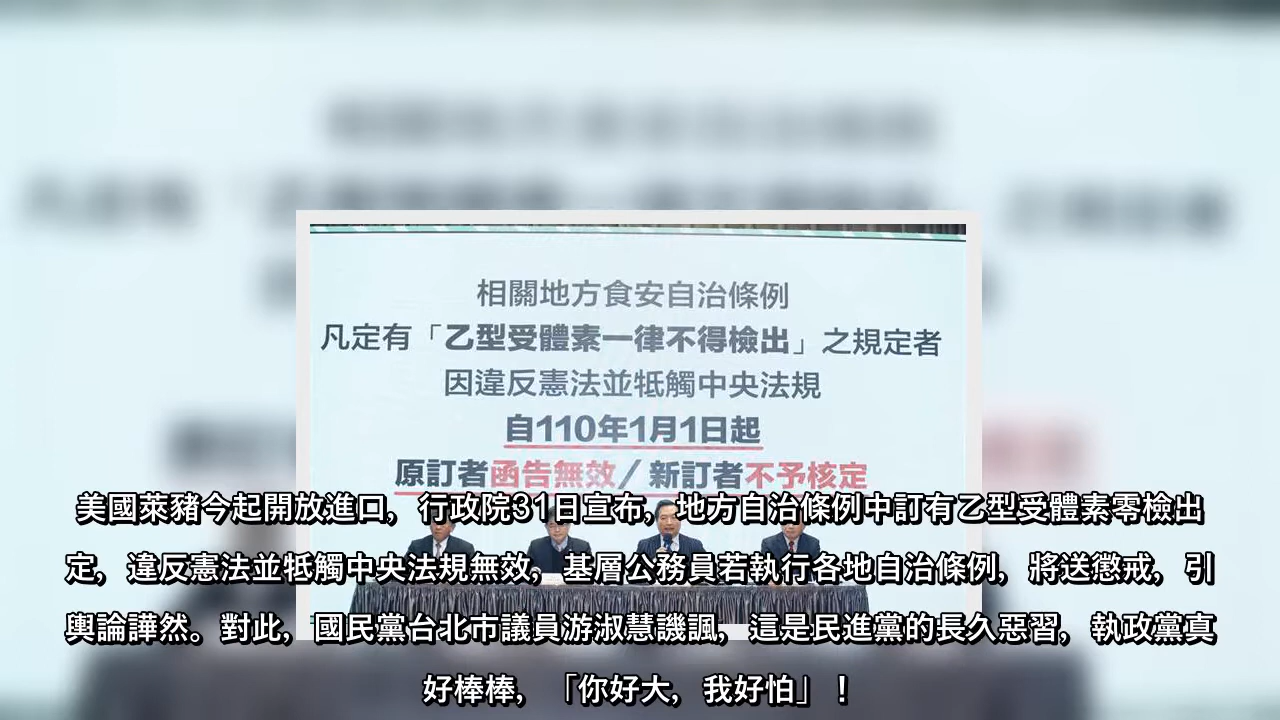 相關地方食安自治條例
凡定有「乙型受體素一律不得檢出」之規定者
因違反憲法並牴觸中央法規
自110年1月1日起
原訂者函告無效/新訂者不予核定
美國萊豬今起開放進口，行政院31日宣布，地方自治條例中訂有乙型受體素零檢出
定，違反憲法並牴觸中央法規無效，基層公務員若執行各地自治條例，將送懲戒，引
輿論譁然。對此，國民黨台北市議員游淑慧譏諷，這是民進黨的長久惡習，執政黨真
好棒棒，「你好大，我好怕」！